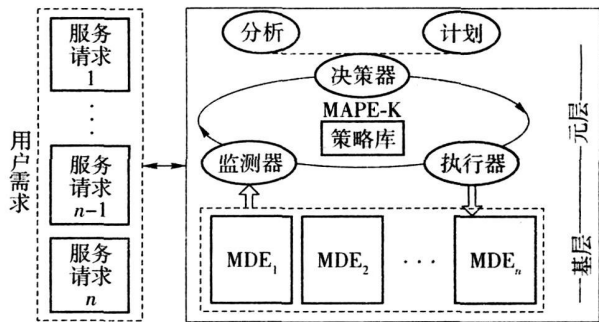 服务
请求
1
用户需求
服务
请求
n-1
服务
请求
n
分析
计划
决策器
MAPE-K
策略库
监测器
执行器
元层
基层
MDE₁
MDE₂
···
MDEₙ